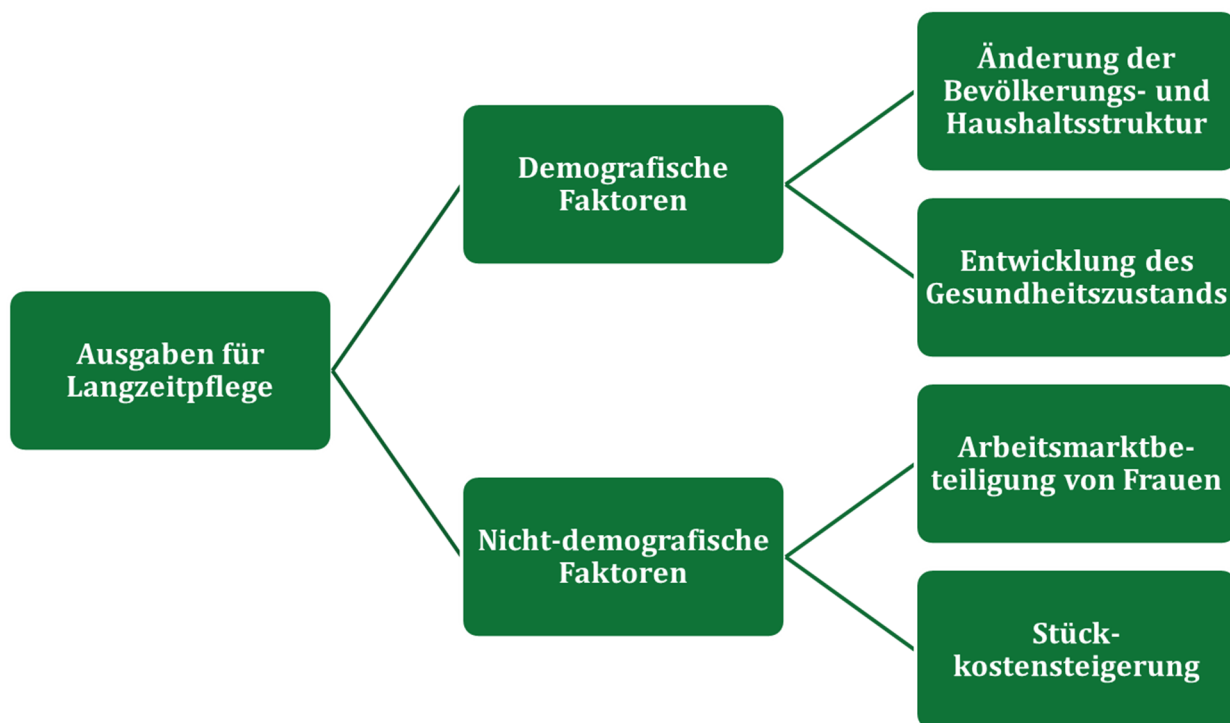 Ausgaben für
Langzeitpflege
Demografische
Faktoren
Änderung der
Bevölkerungs- und
Haushaltsstruktur
Entwicklung des
Gesundheitszustands
Nicht-demografische
Faktoren
Arbeitsmarktbe-
teiligung von Frauen
Stück-
kostensteigerung